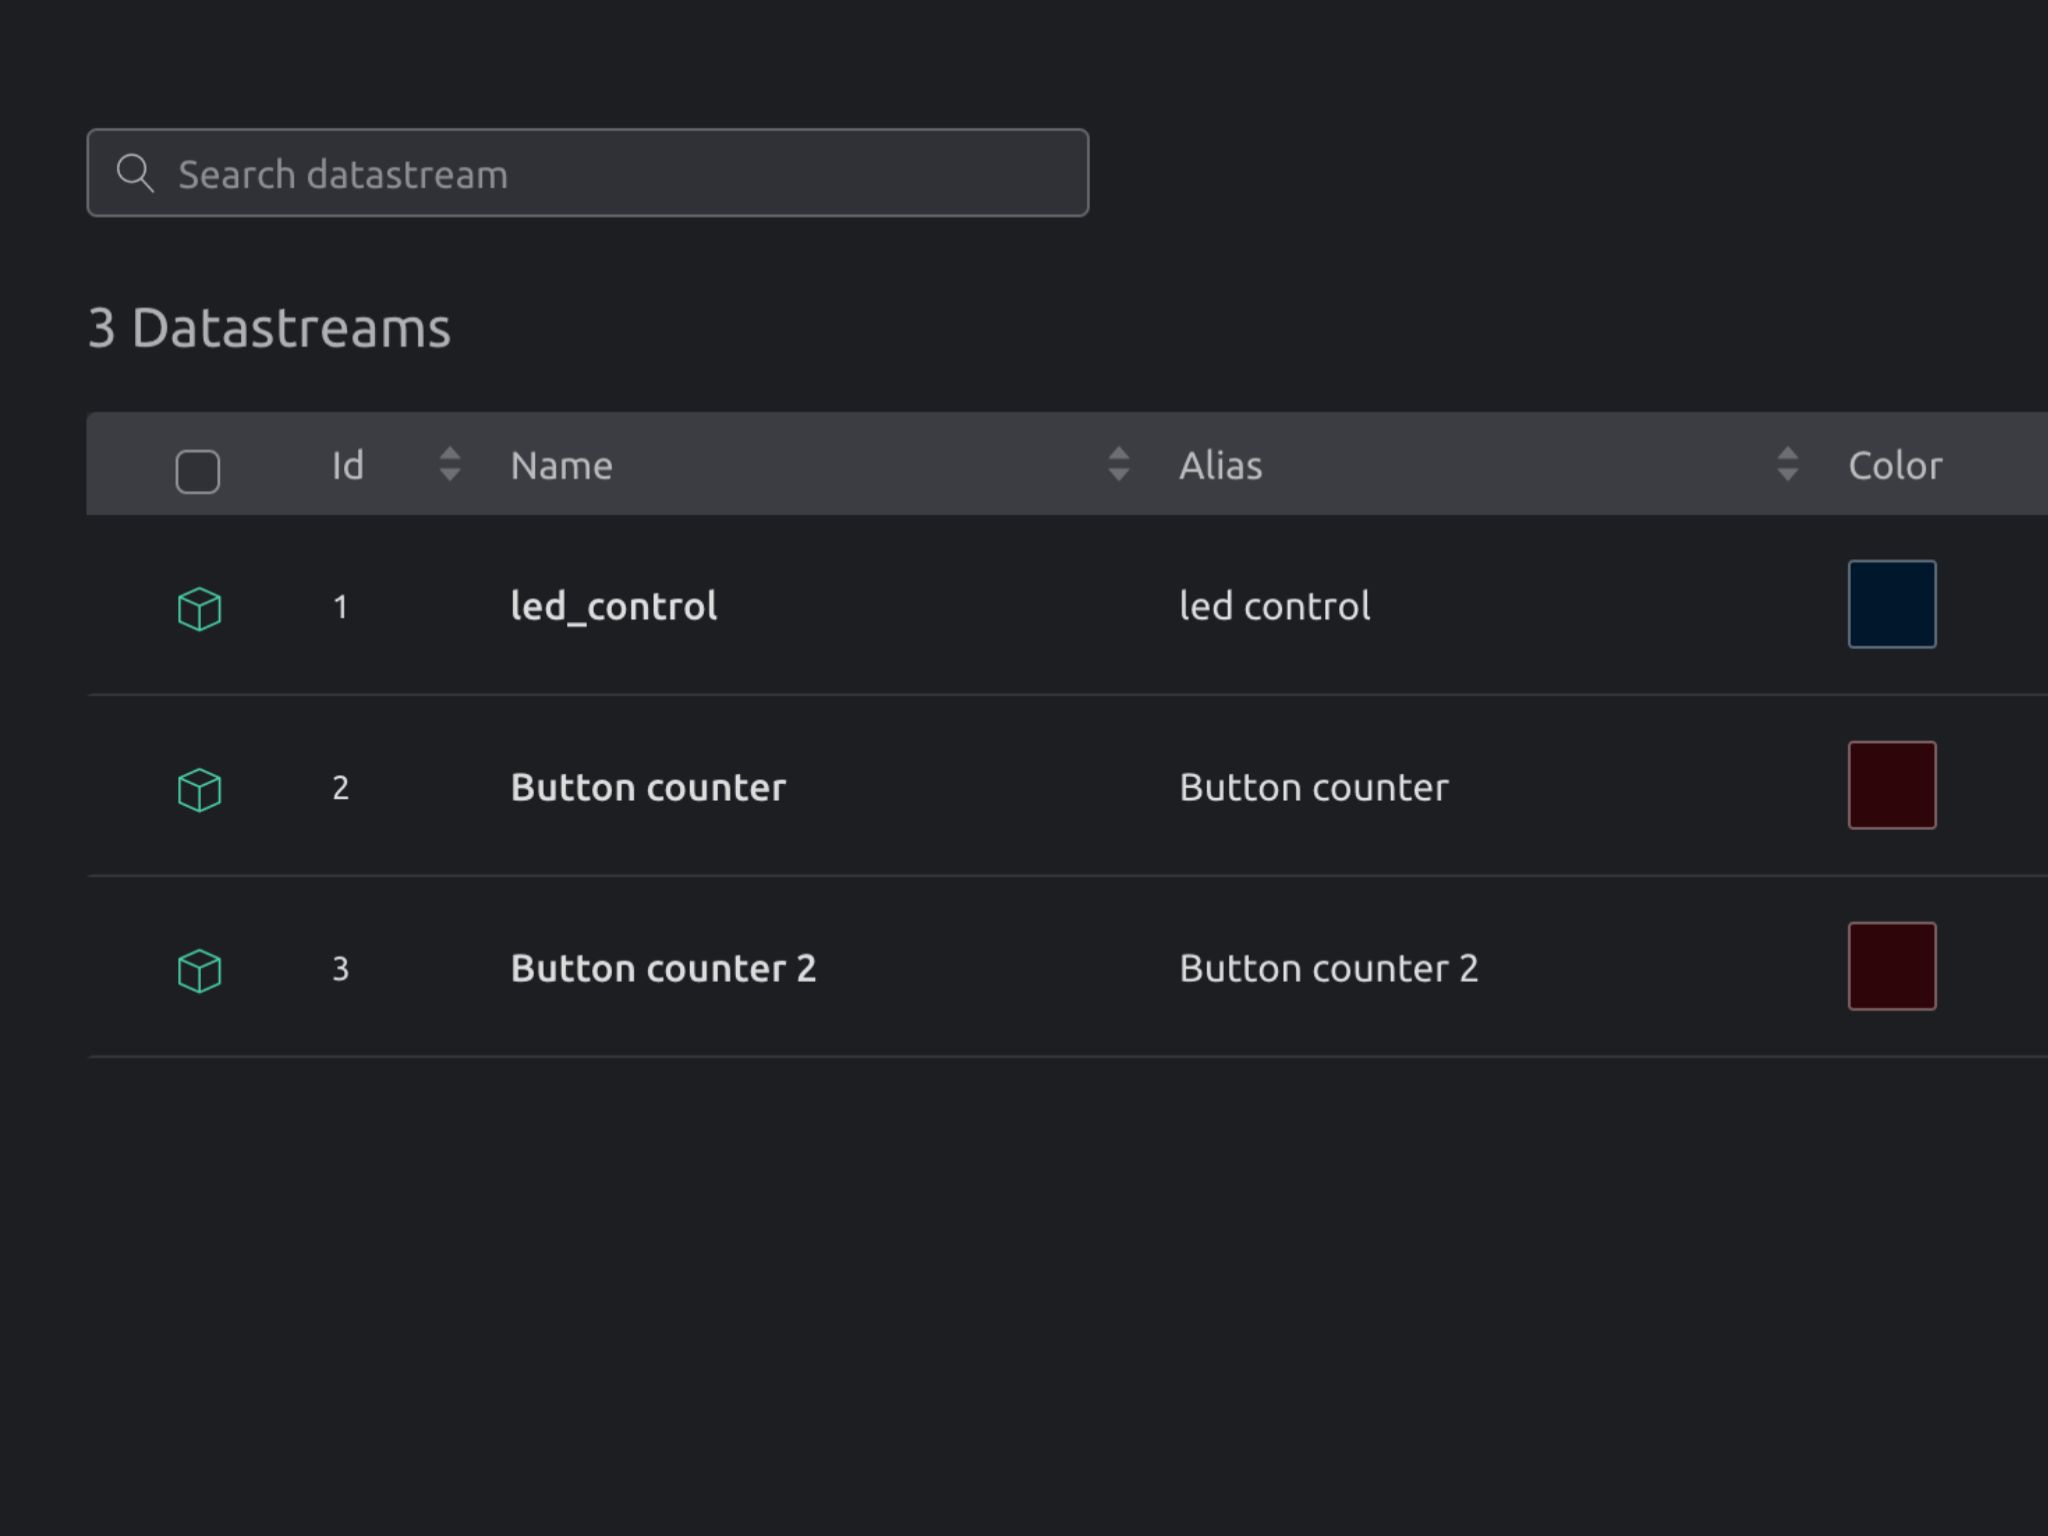 Search datastream
3 Datastreams
Id Name Alias Color
1 led_control led control
2 Button counter Button counter
3 Button counter 2 Button counter 2